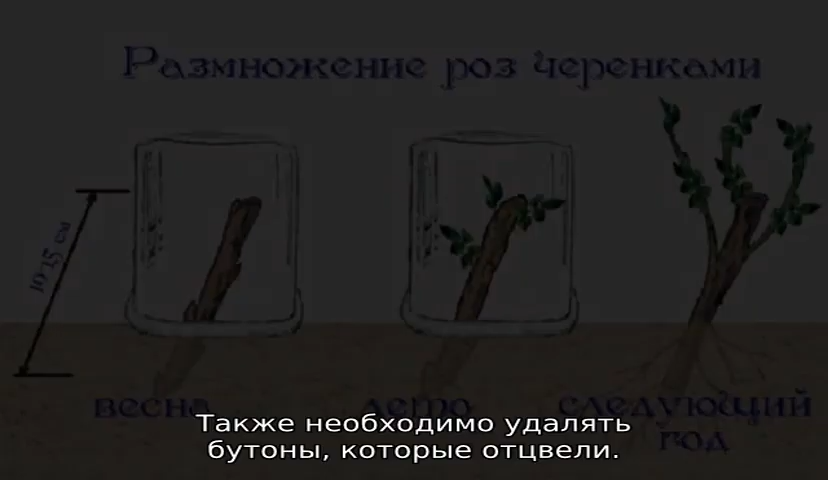 Размножение роз черенками
10-15 см
весна
лето
следующий
год
Также необходимо удалять
бутоны, которые отцвели.